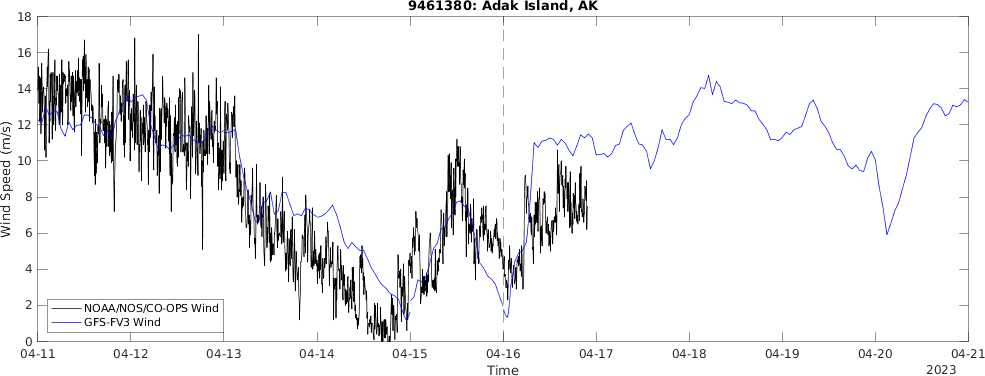 9461380: Adak Island, AK
18
16
14
12
10
8
6
4
2
0
Wind Speed (m/s)
NOAA/NOS/CO-OPS Wind
GFS-FV3 Wind
04-11 04-12 04-13 04-14 04-15 04-16 04-17 04-18 04-19 04-20 04-21
Time
2023